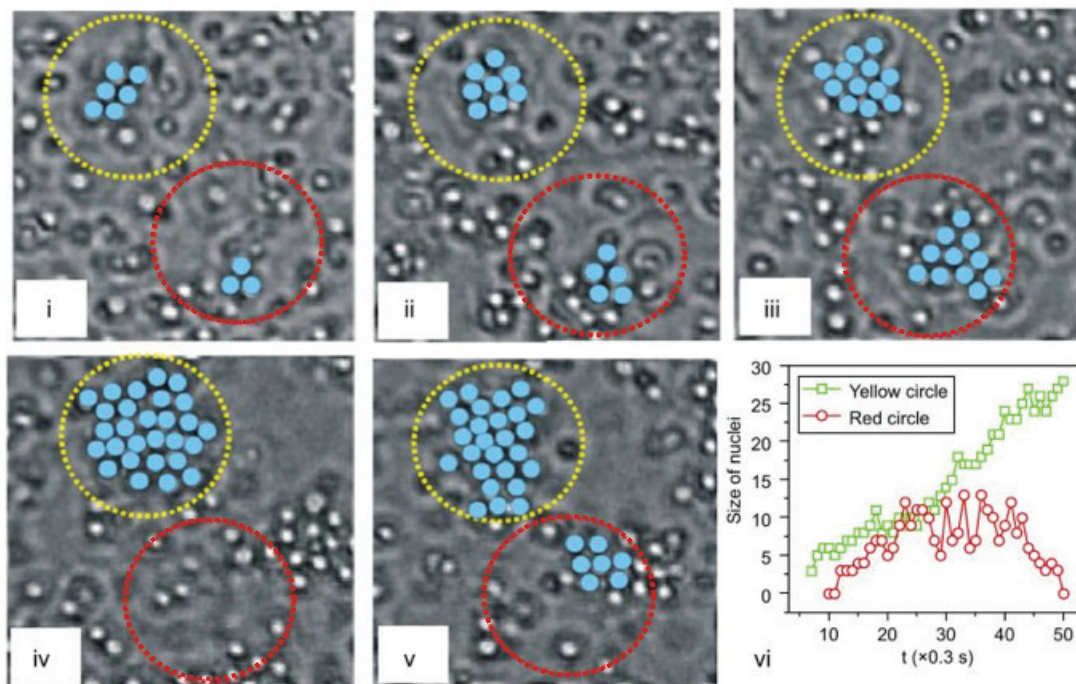 i
ii
iii
iv
v
30
25
20
15
10
5
0
Size of nuclei
Yellow circle
Red circle
10
20
30
40
50
t (×0.3 s)
vi